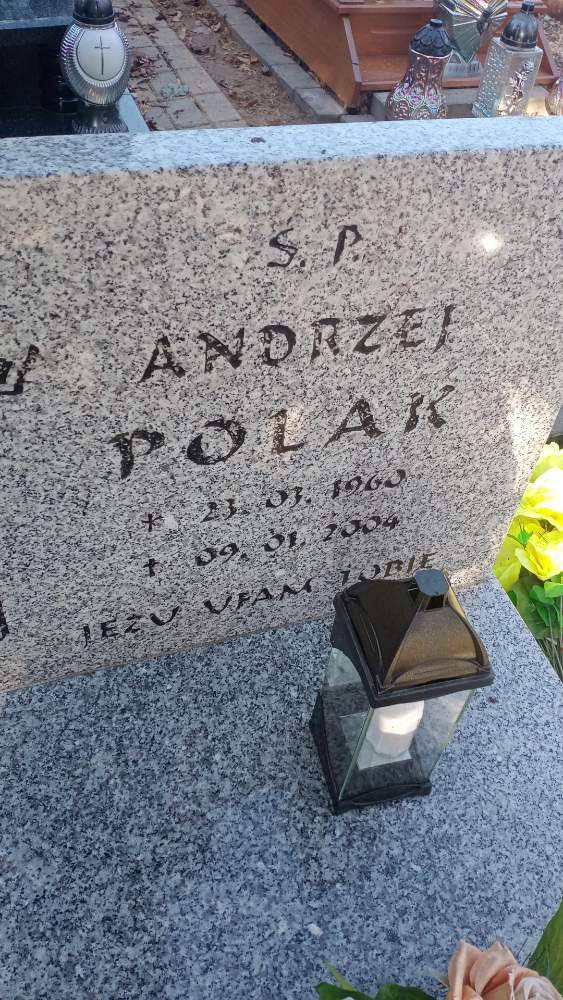 S. P.
ANDRZEJ
POLAK
* 23. 03. 1960
† 09. 01. 2004
JEZU UFAM TOBIE